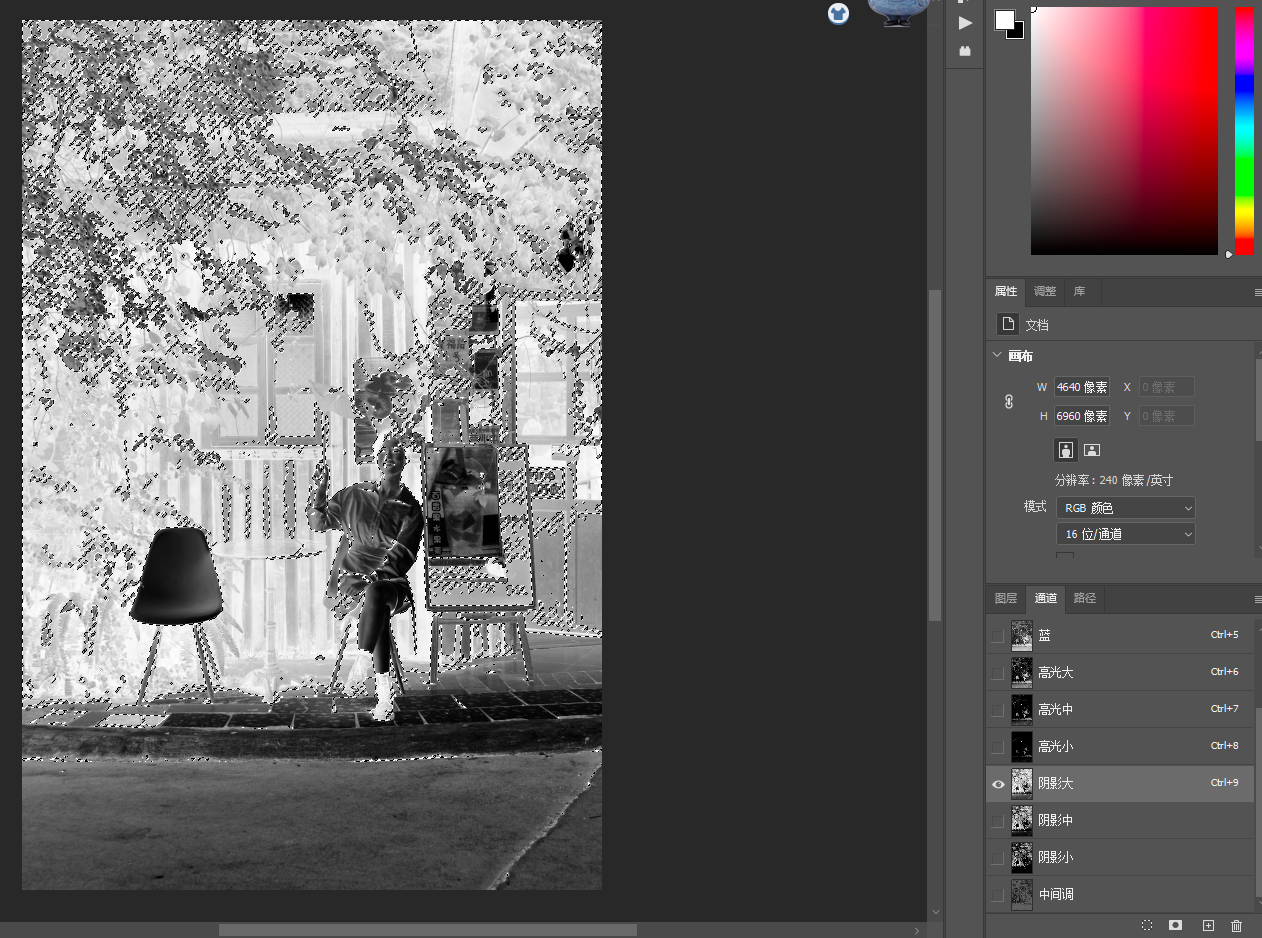 属性 调整 库
文档
画布
W 4640 像素 X 0 像素
H 6960 像素 Y 0 像素
分辨率：240 像素/英寸
模式 RGB 颜色
16 位/通道
图层 通道 路径
蓝 Ctrl+5
高光大 Ctrl+6
高光中 Ctrl+7
高光小 Ctrl+8
阴影大 Ctrl+9
阴影中
阴影小
中间调